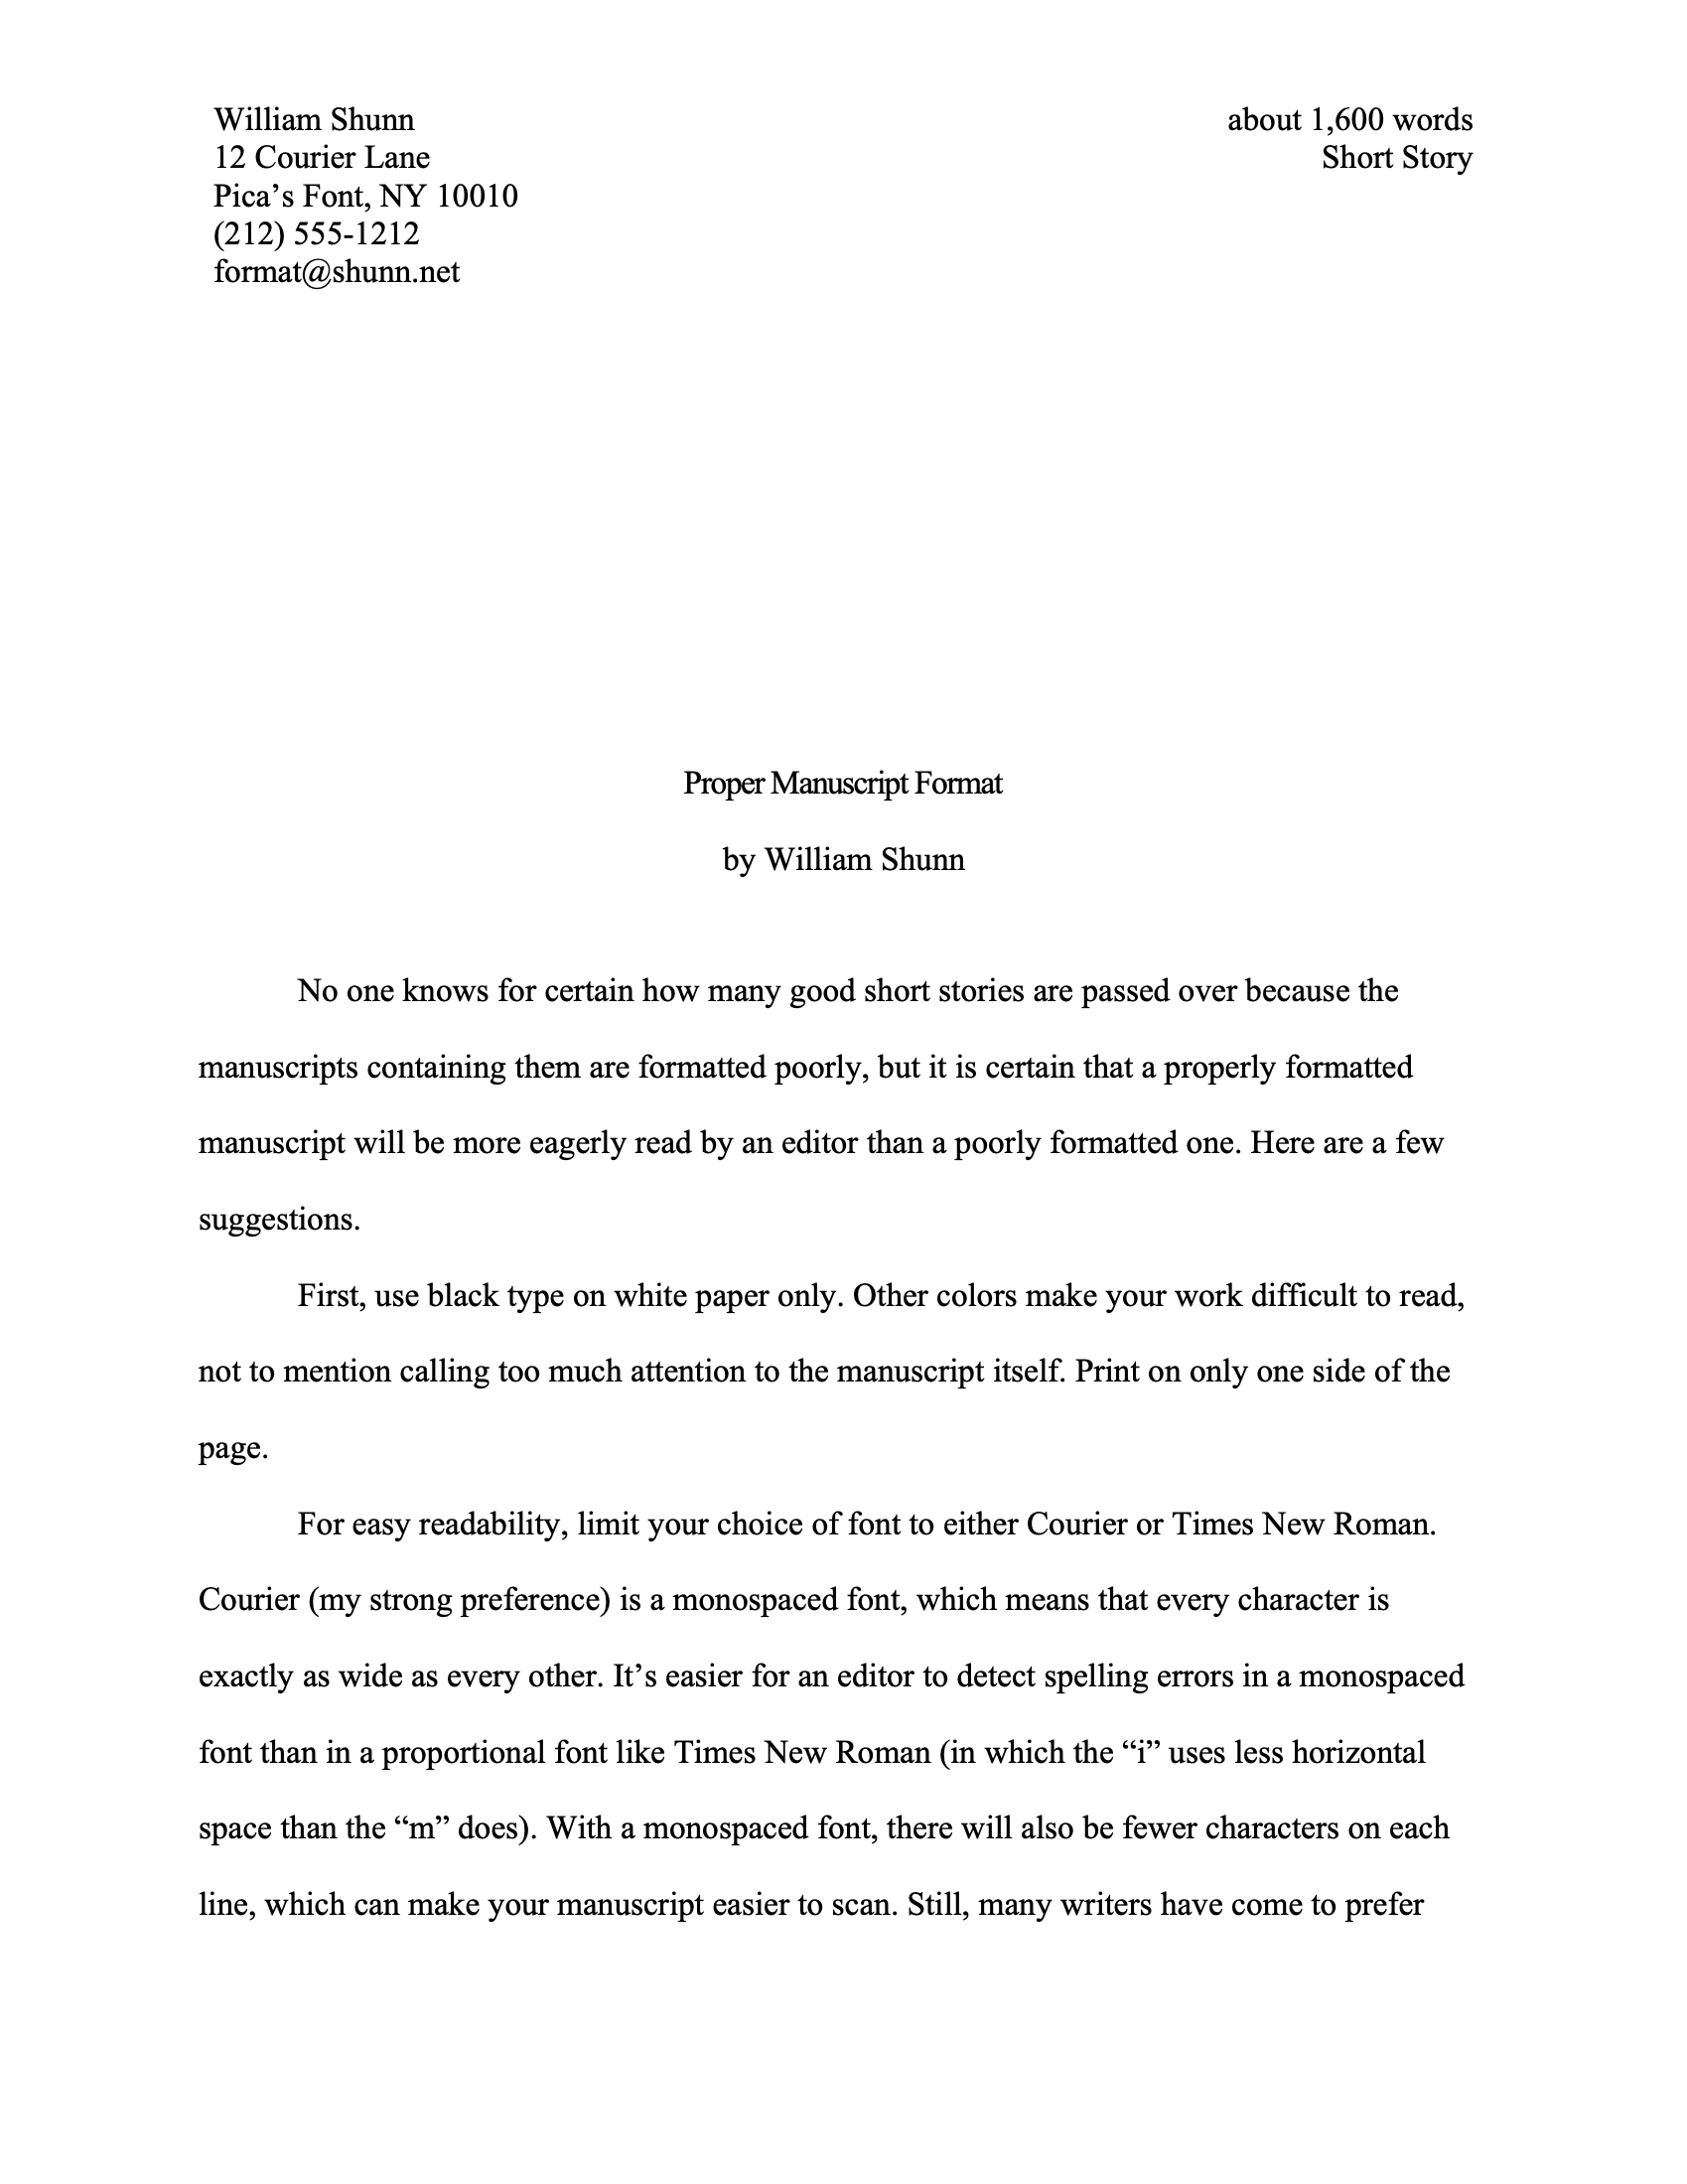 William Shunn
12 Courier Lane
Pica’s Font, NY 10010
(212) 555-1212
format@shunn.net
about 1,600 words
Short Story
Proper Manuscript Format
by William Shunn
No one knows for certain how many good short stories are passed over because the
manuscripts containing them are formatted poorly, but it is certain that a properly formatted
manuscript will be more eagerly read by an editor than a poorly formatted one. Here are a few
suggestions.
First, use black type on white paper only. Other colors make your work difficult to read,
not to mention calling too much attention to the manuscript itself. Print on only one side of the
page.
For easy readability, limit your choice of font to either Courier or Times New Roman.
Courier (my strong preference) is a monospaced font, which means that every character is
exactly as wide as every other. It’s easier for an editor to detect spelling errors in a monospaced
font than in a proportional font like Times New Roman (in which the “i” uses less horizontal
space than the “m” does). With a monospaced font, there will also be fewer characters on each
line, which can make your manuscript easier to scan. Still, many writers have come to prefer